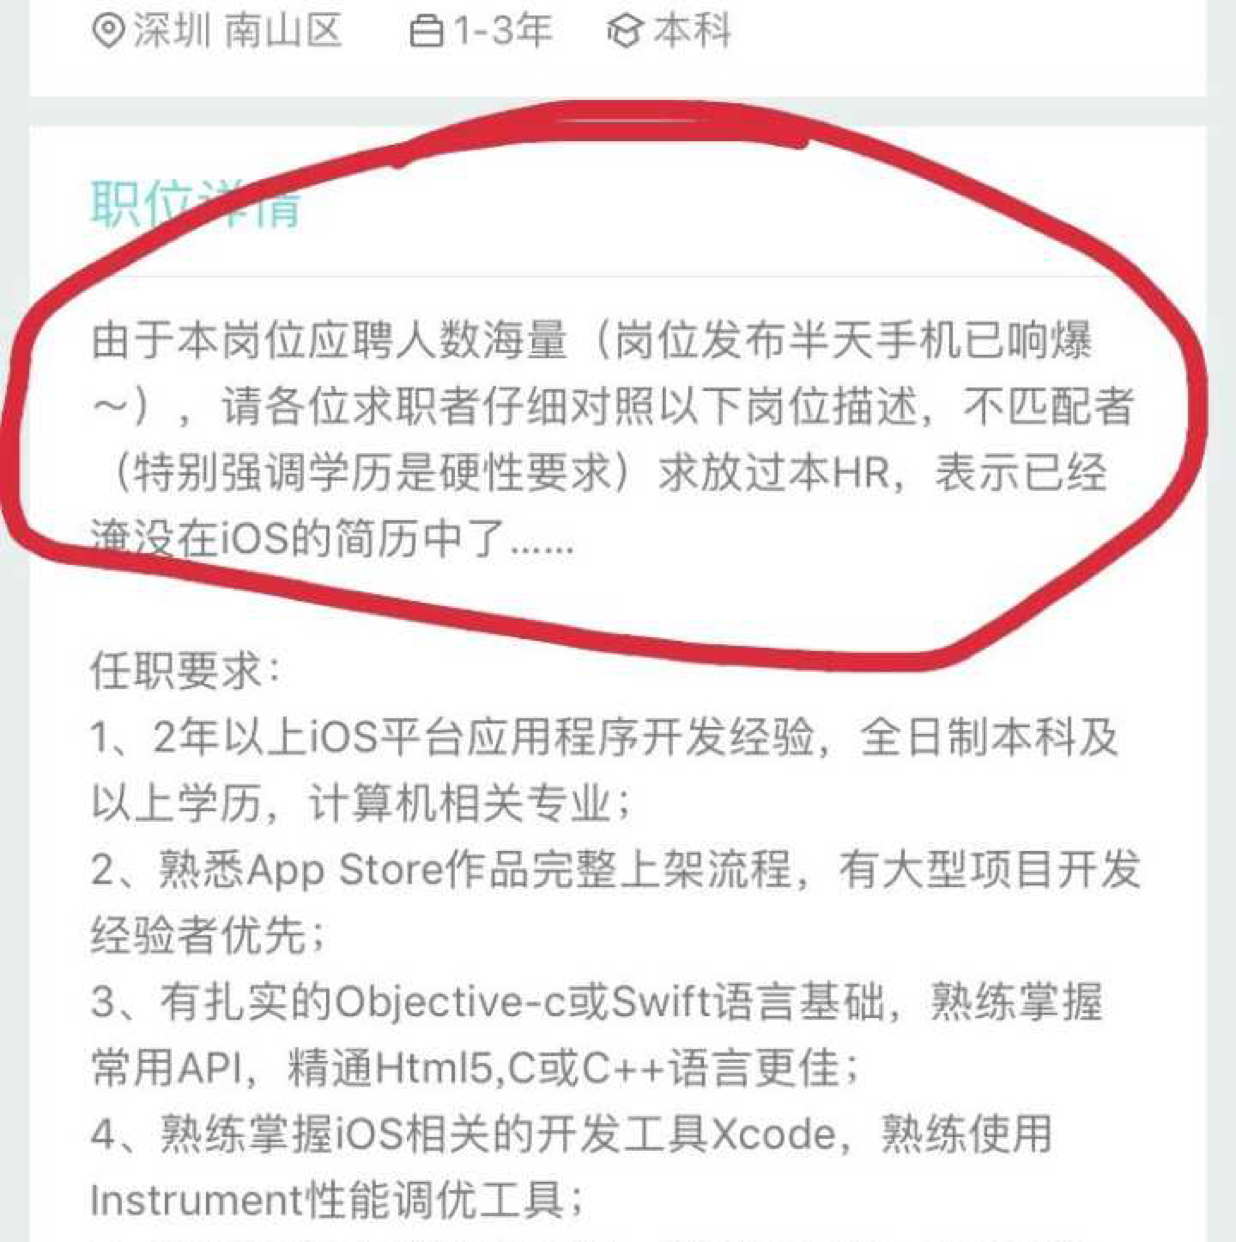 深圳 南山区 1-3年 本科
职位详情
由于本岗位应聘人数海量（岗位发布半天手机已响爆
～），请各位求职者仔细对照以下岗位描述，不匹配者
（特别强调学历是硬性要求）求放过本HR，表示已经
淹没在iOS的简历中了……
任职要求：
1、2年以上iOS平台应用程序开发经验，全日制本科及
以上学历，计算机相关专业；
2、熟悉App Store作品完整上架流程，有大型项目开发
经验者优先；
3、有扎实的Objective-c或Swift语言基础，熟练掌握
常用API，精通Html5,C或C++语言更佳；
4、熟练掌握iOS相关的开发工具Xcode，熟练使用
Instrument性能调优工具；